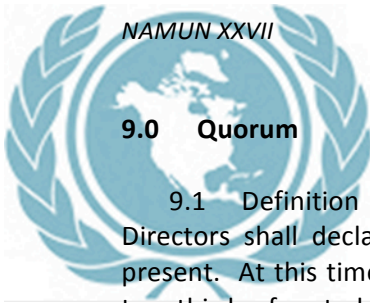 NAMUN XXVII
9.0 Quorum
9.1 Definition
Directors shall decla
present. At this time